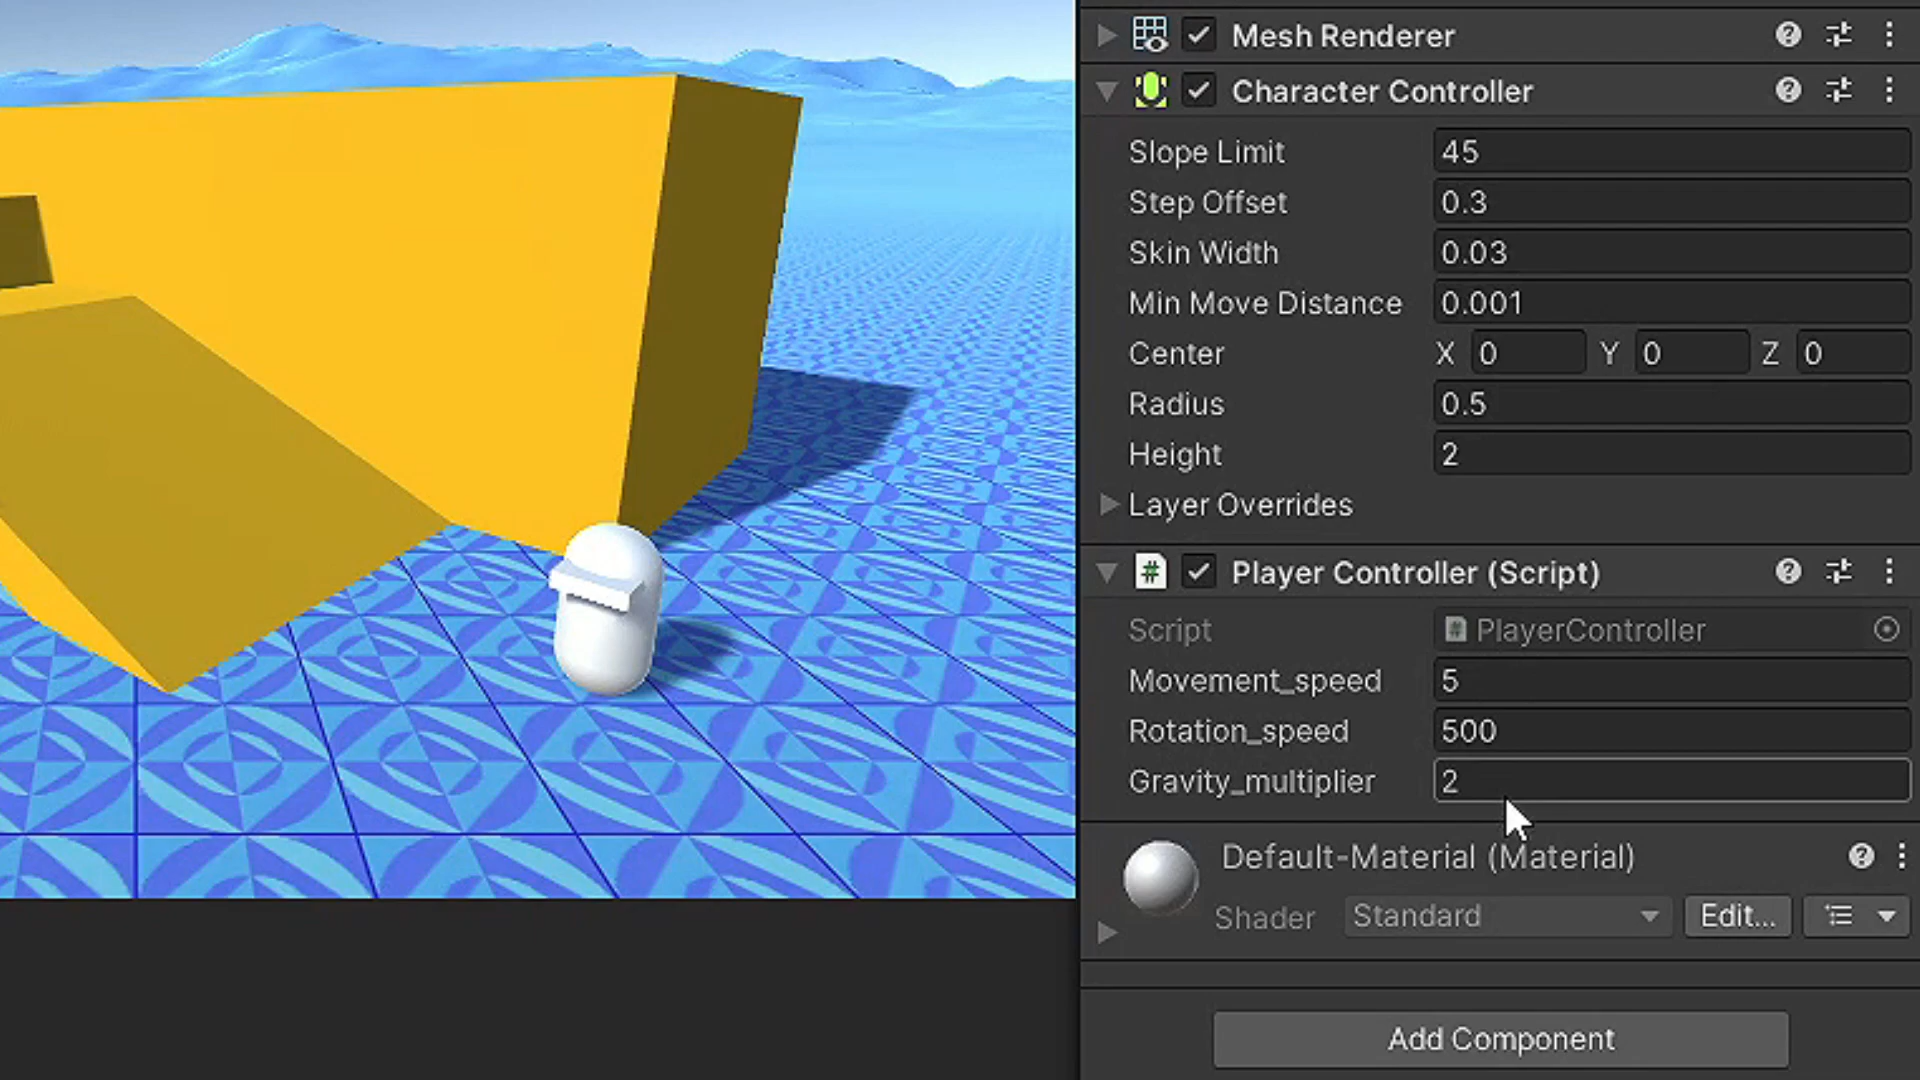 Mesh Renderer
Character Controller
Slope Limit 45
Step Offset 0.3
Skin Width 0.03
Min Move Distance 0.001
Center X 0 Y 0 Z 0
Radius 0.5
Height 2
Layer Overrides
# Player Controller (Script)
Script # PlayerController
Movement_speed 5
Rotation_speed 500
Gravity_multiplier 2
Default-Material (Material)
Shader Standard Edit...
Add Component